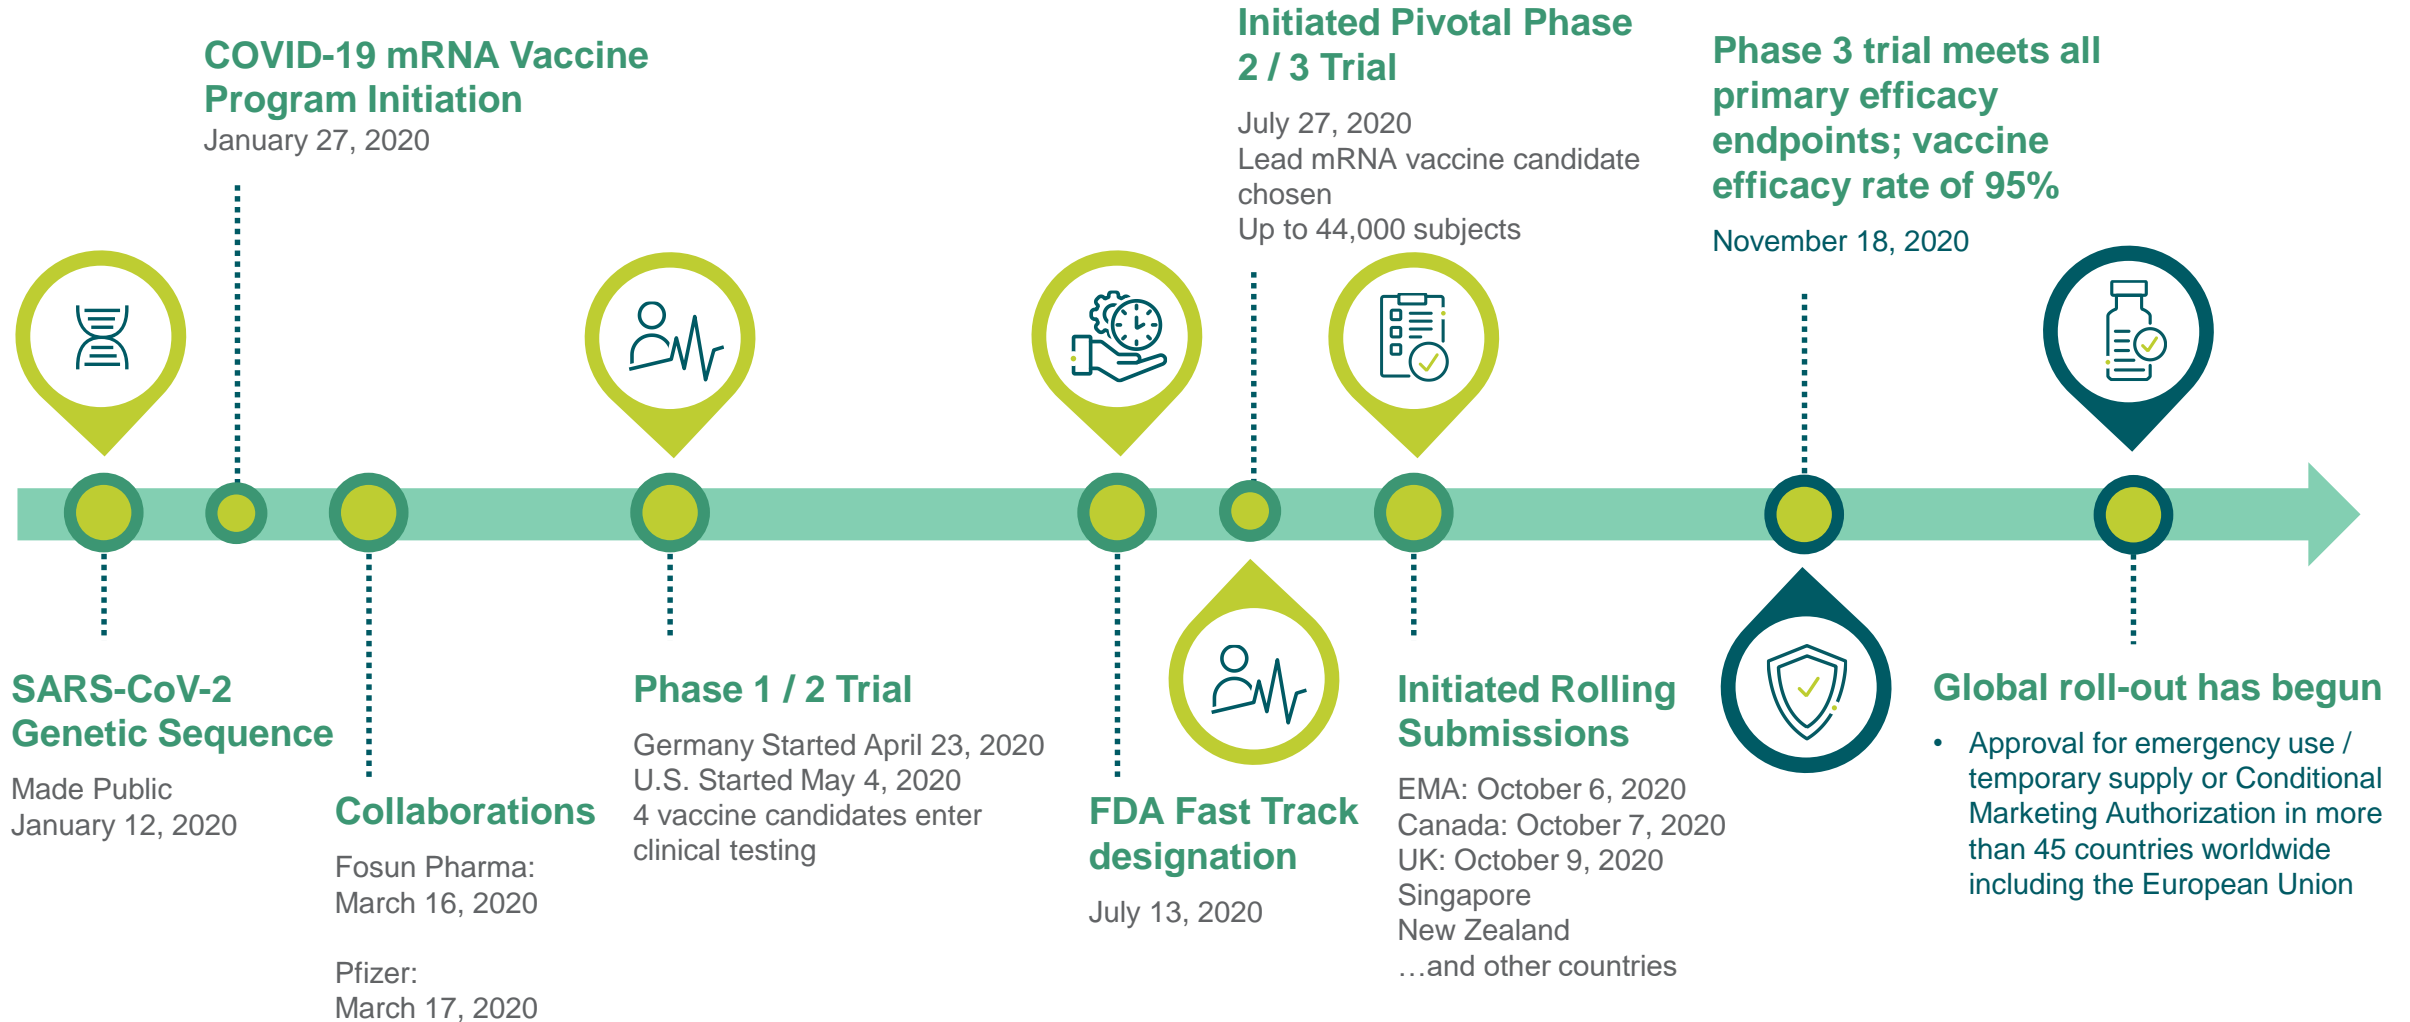 COVID-19 mRNA Vaccine
Program Initiation
January 27, 2020
Initiated Pivotal Phase
2 / 3 Trial
July 27, 2020
Lead mRNA vaccine candidate
chosen
Up to 44,000 subjects
Phase 3 trial meets all
primary efficacy
endpoints; vaccine
efficacy rate of 95%
November 18, 2020
SARS-CoV-2
Genetic Sequence
Made Public
January 12, 2020
Collaborations
Fosun Pharma:
March 16, 2020
Pfizer:
March 17, 2020
Phase 1 / 2 Trial
Germany Started April 23, 2020
U.S. Started May 4, 2020
4 vaccine candidates enter
clinical testing
FDA Fast Track
designation
July 13, 2020
Initiated Rolling
Submissions
EMA: October 6, 2020
Canada: October 7, 2020
UK: October 9, 2020
Singapore
New Zealand
…and other countries
Global roll-out has begun
• Approval for emergency use /
temporary supply or Conditional
Marketing Authorization in more
than 45 countries worldwide
including the European Union